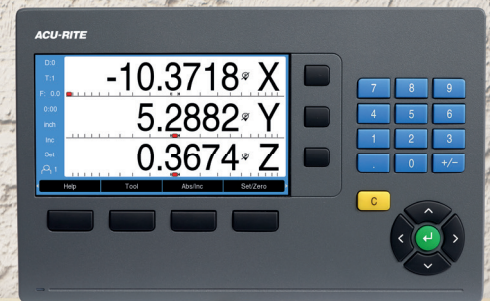 ACU-RITE
D:0
T:1
F: 0.0
0:00
inch
Inc
1
-10.3718 X
5.2882 Y
0.3674 Z
Help Tool Abs/Inc Set/Zero
7 8 9
4 5 6
1 2 3
. 0 +/-
C